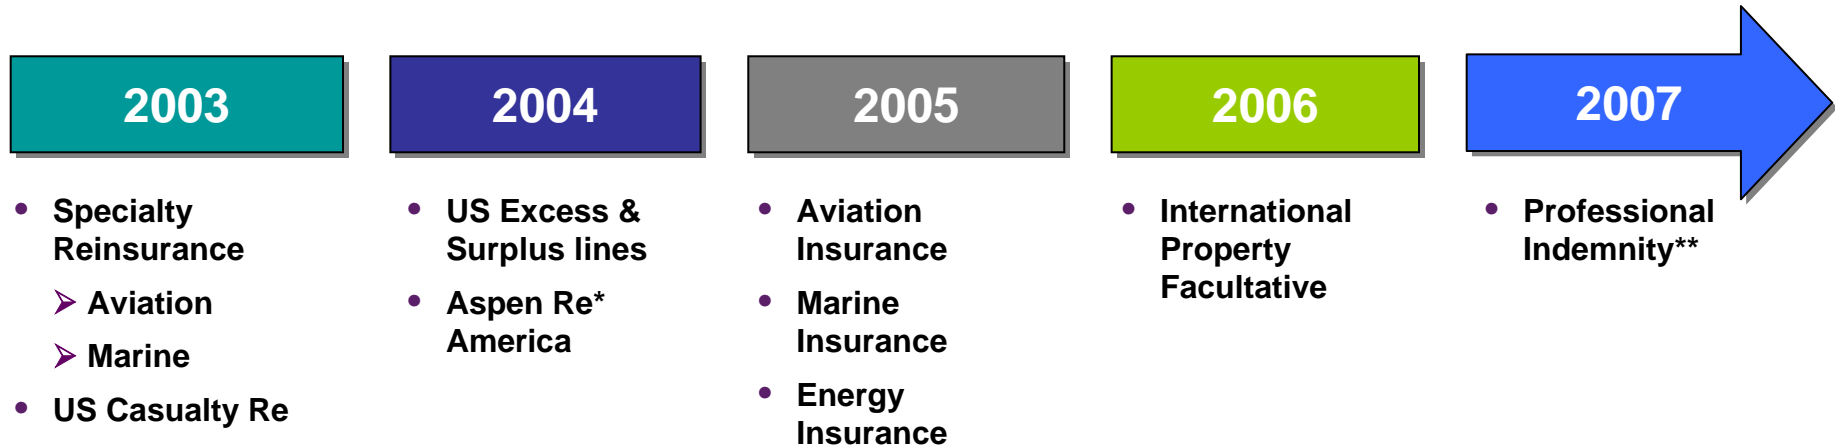 2003
2004
2005
2006
2007
• Specialty
Reinsurance
➢ Aviation
➢ Marine
• US Casualty Re
• US Excess &
Surplus lines
• Aspen Re*
America
• Aviation
Insurance
• Marine
Insurance
• Energy
Insurance
• International
Property
Facultative
• Professional
Indemnity**